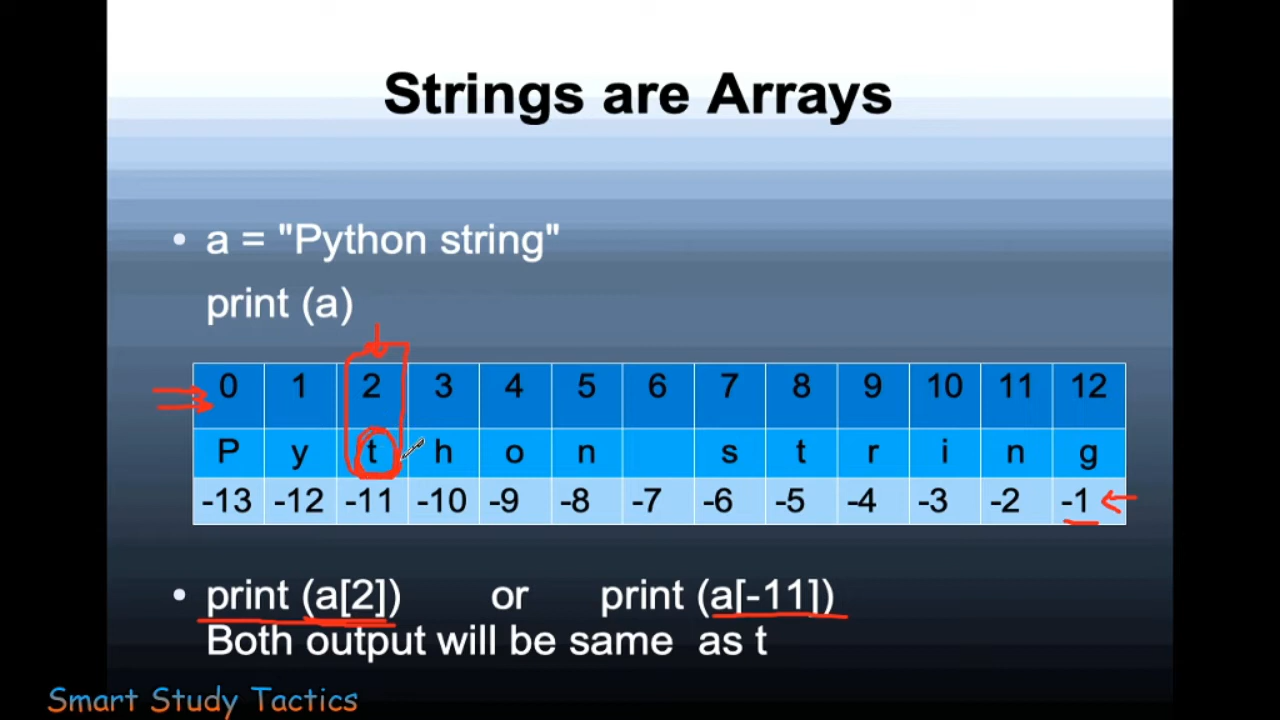 Strings are Arrays
• a = "Python string"
print (a)
0 1 2 3 4 5 6 7 8 9 10 11 12
P y t h o n s t r i n g
-13 -12 -11 -10 -9 -8 -7 -6 -5 -4 -3 -2 -1
• print (a[2]) or print (a[-11])
Both output will be same as t
Smart Study Tactics